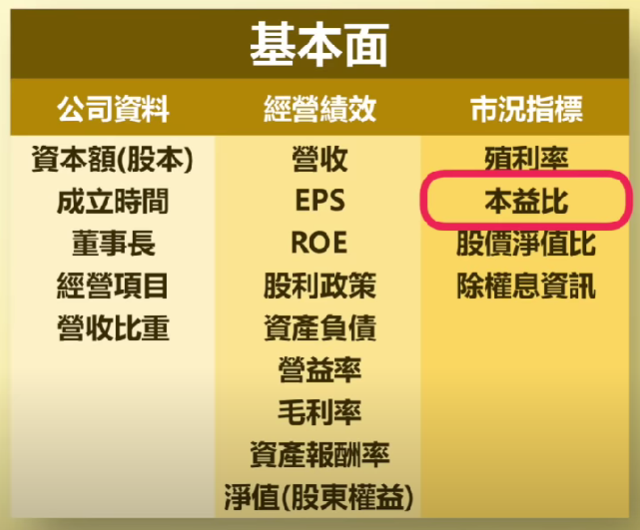 基本面
公司資料 經營績效 市況指標
資本額(股本) 營收 殖利率
成立時間 EPS 本益比
董事長 ROE 股價淨值比
經營項目 股利政策 除權息資訊
營收比重 資產負債
營益率
毛利率
資產報酬率
淨值(股東權益)